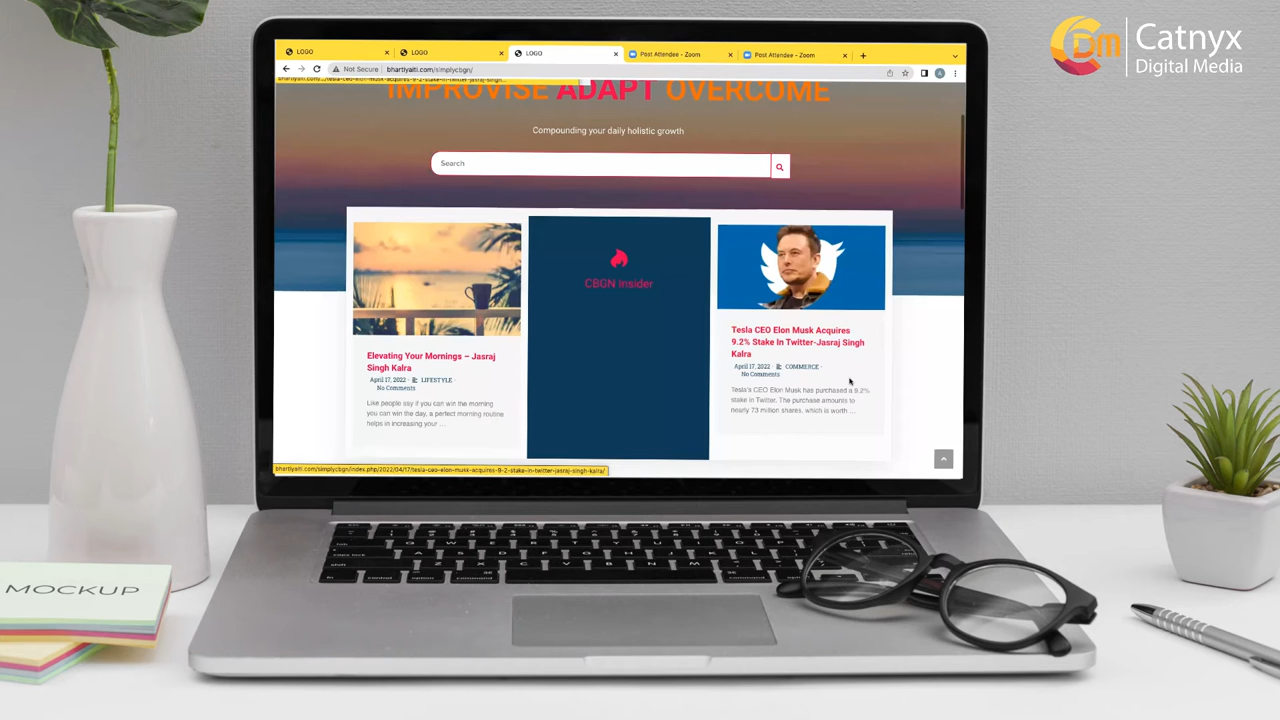 Catnyx
Digital Media
LOGO
LOGO
LOGO
Post Attendee - Zoom
Post Attendee - Zoom
Not Secure
bhartiyaiti.com/simplycbgn/
IMPROVISE ADAPT OVERCOME
Compounding your daily holistic growth
Search
CBGN Insider
Elevating Your Mornings – Jasraj
Singh Kalra
April 17, 2022 · LIFESTYLE ·
No Comments
Like people say if you can win the morning
you can win the day, a perfect morning routine
helps in increasing your ...
Tesla CEO Elon Musk Acquires
9.2% Stake In Twitter-Jasraj Singh
Kalra
April 17, 2022 · COMMERCE ·
No Comments
Tesla's CEO Elon Musk has purchased a 9.2%
stake in Twitter. The purchase amounts to
nearly 73 million shares, which is worth ...
bhartiyaiti.com/simplycbgn/index.php/2022/04/17/tesla-ceo-elon-musk-acquires-9-2-stake-in-twitter-jasraj-singh-kalra/
MOCKUP